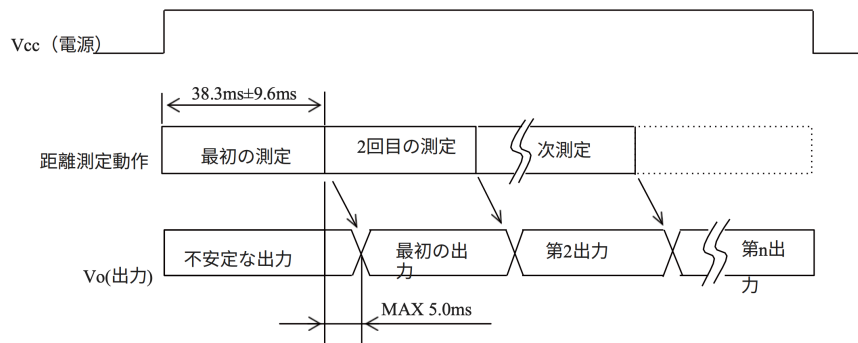 Vcc（電源）
38.3ms±9.6ms
距離測定動作
最初の測定
2回目の測定
次測定
Vo(出力)
不安定な出力
最初の出
力
第2出力
第n出
力
MAX 5.0ms